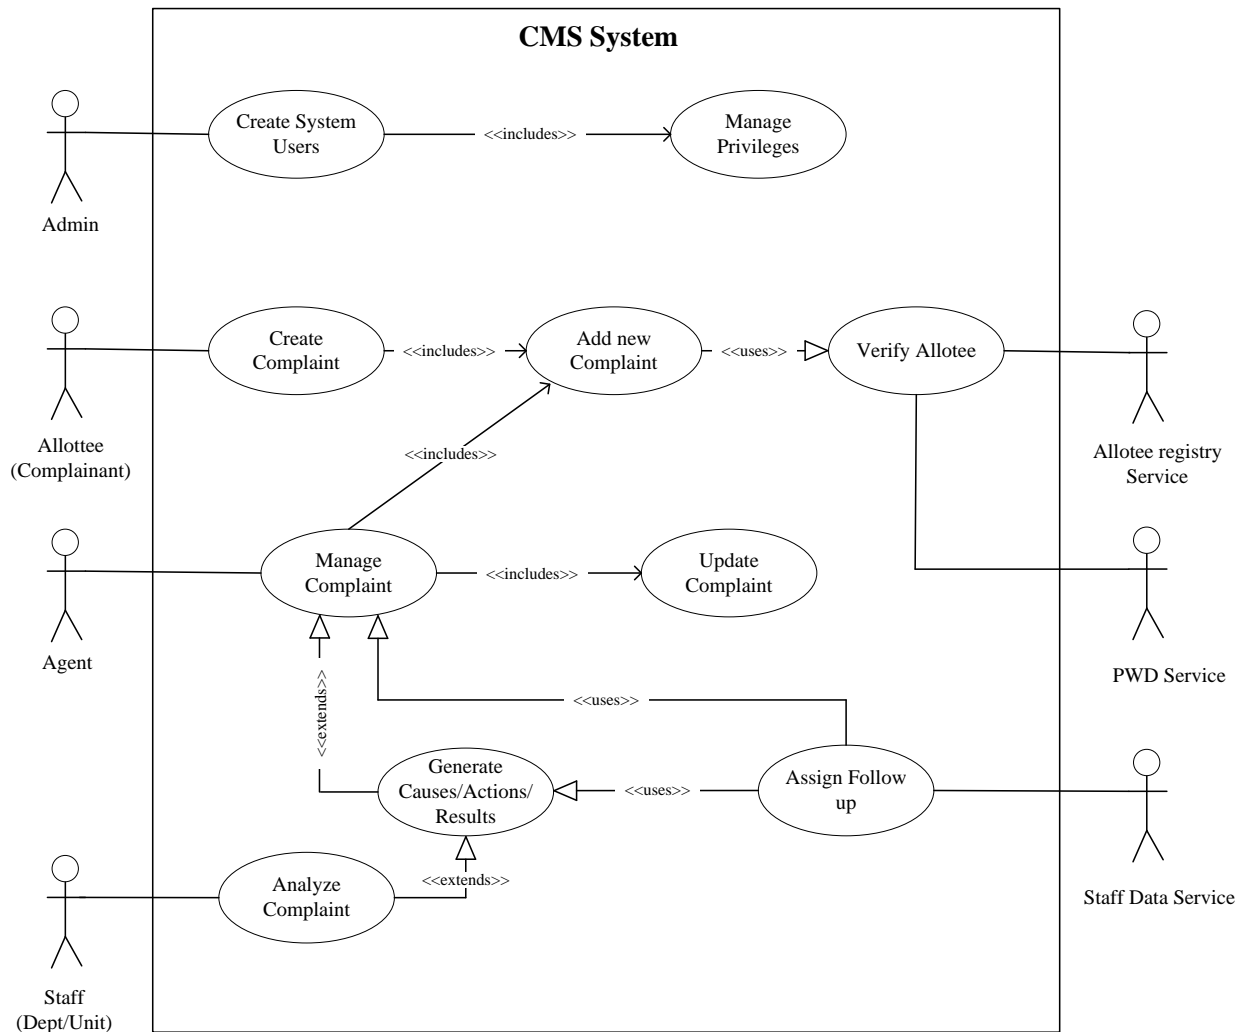 CMS System
Create System
Users
<<includes>>
Manage
Privileges
Admin
Create
Complaint
<<includes>>
Add new
Complaint
<<uses>>
Verify Allotee
Allottee
(Complainant)
Allotee registry
Service
<<includes>>
Manage
Complaint
<<includes>>
Update
Complaint
Agent
PWD Service
<<extends>>
<<uses>>
Generate
Causes/Actions/
Results
<<uses>>
Assign Follow
up
Analyze
Complaint
<<extends>>
Staff Data Service
Staff
(Dept/Unit)